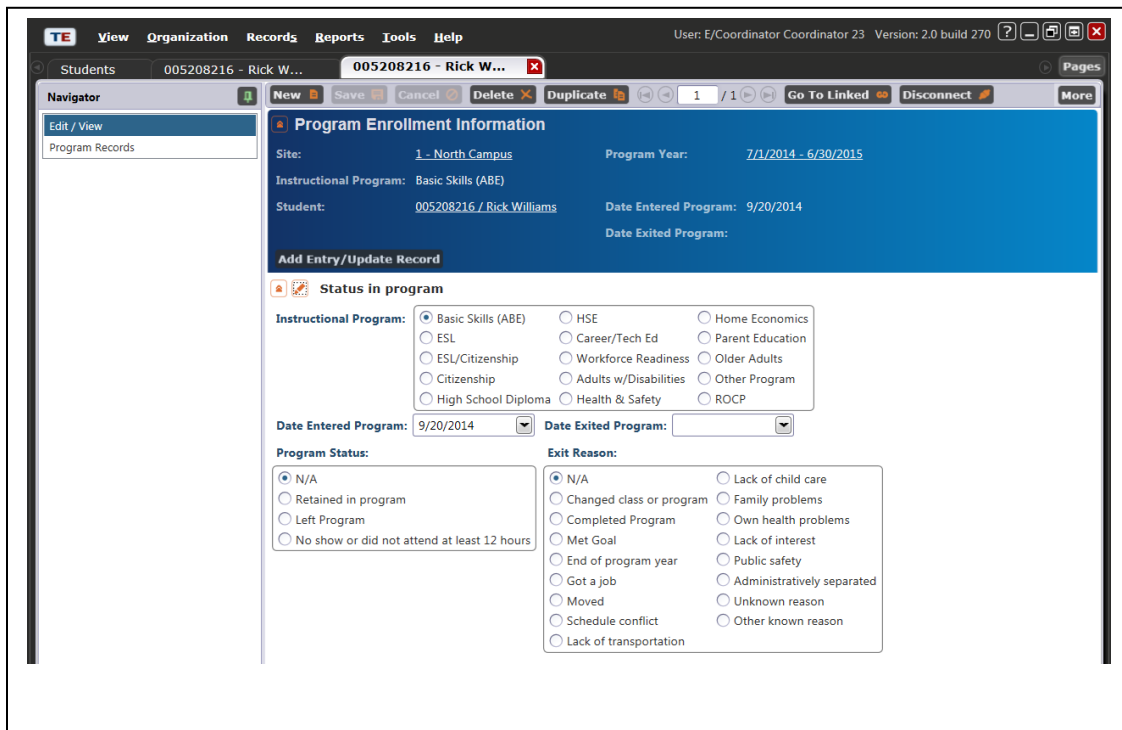 TE View Organization Records Reports Tools Help User: E/Coordinator Coordinator 23 Version: 2.0 build 270 ?
Students 005208216 - Rick W... 005208216 - Rick W... Pages
Navigator New Save Cancel Delete Duplicate 1 / 1 Go To Linked Disconnect More
Edit / View
Program Records
Program Enrollment Information
Site: 1 - North Campus Program Year: 7/1/2014 - 6/30/2015
Instructional Program: Basic Skills (ABE)
Student: 005208216 / Rick Williams Date Entered Program: 9/20/2014
Date Exited Program:
Add Entry/Update Record
Status in program
Instructional Program: Basic Skills (ABE) HSE Home Economics
ESL Career/Tech Ed Parent Education
ESL/Citizenship Workforce Readiness Older Adults
Citizenship Adults w/Disabilities Other Program
High School Diploma Health & Safety ROCP
Date Entered Program: 9/20/2014 Date Exited Program:
Program Status: Exit Reason:
N/A N/A Lack of child care
Retained in program Changed class or program Family problems
Left Program Completed Program Own health problems
No show or did not attend at least 12 hours Met Goal Lack of interest
End of program year Public safety
Got a job Administratively separated
Moved Unknown reason
Schedule conflict Other known reason
Lack of transportation